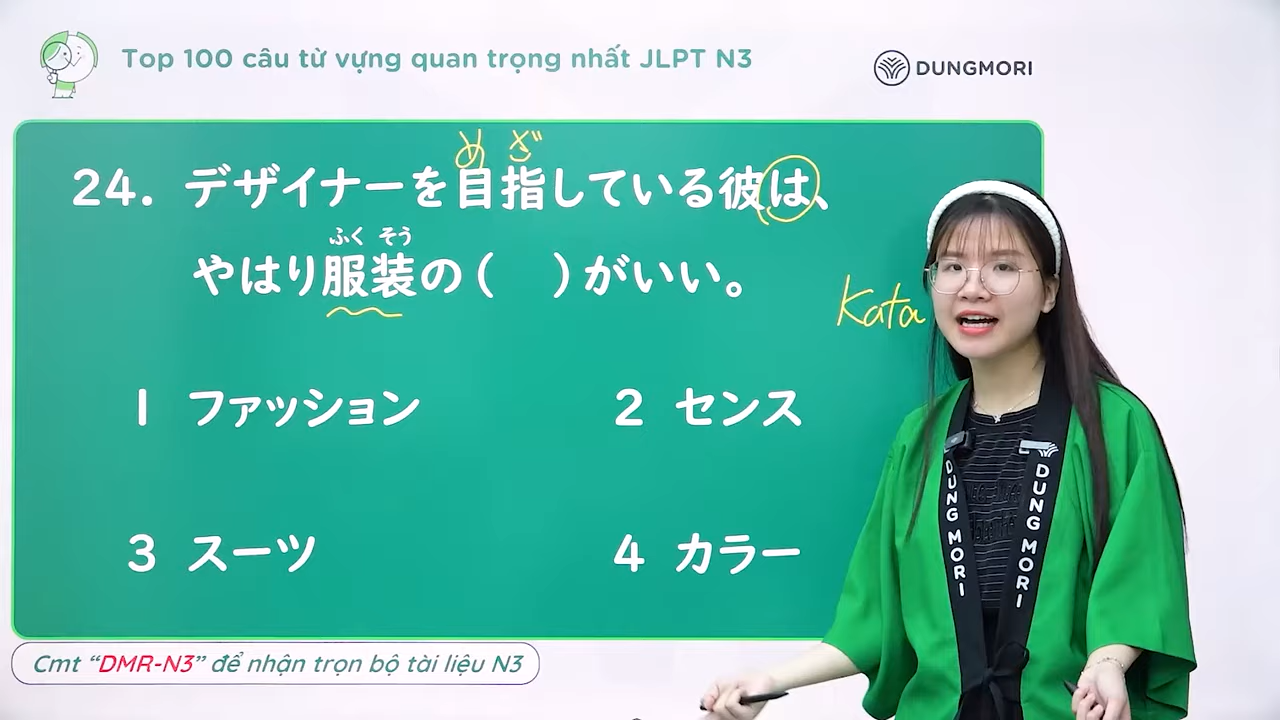 Top 100 câu từ vựng quan trọng nhất JLPT N3
DUNGMORI
めざ
24. デザイナーを目指している彼は、
ふく そう
やはり服装の( )がいい。
Kata
1 ファッション
2 センス
3 スーツ
4 カラー
DUNG MORI
DUNG MORI
Cmt “DMR-N3” để nhận trọn bộ tài liệu N3